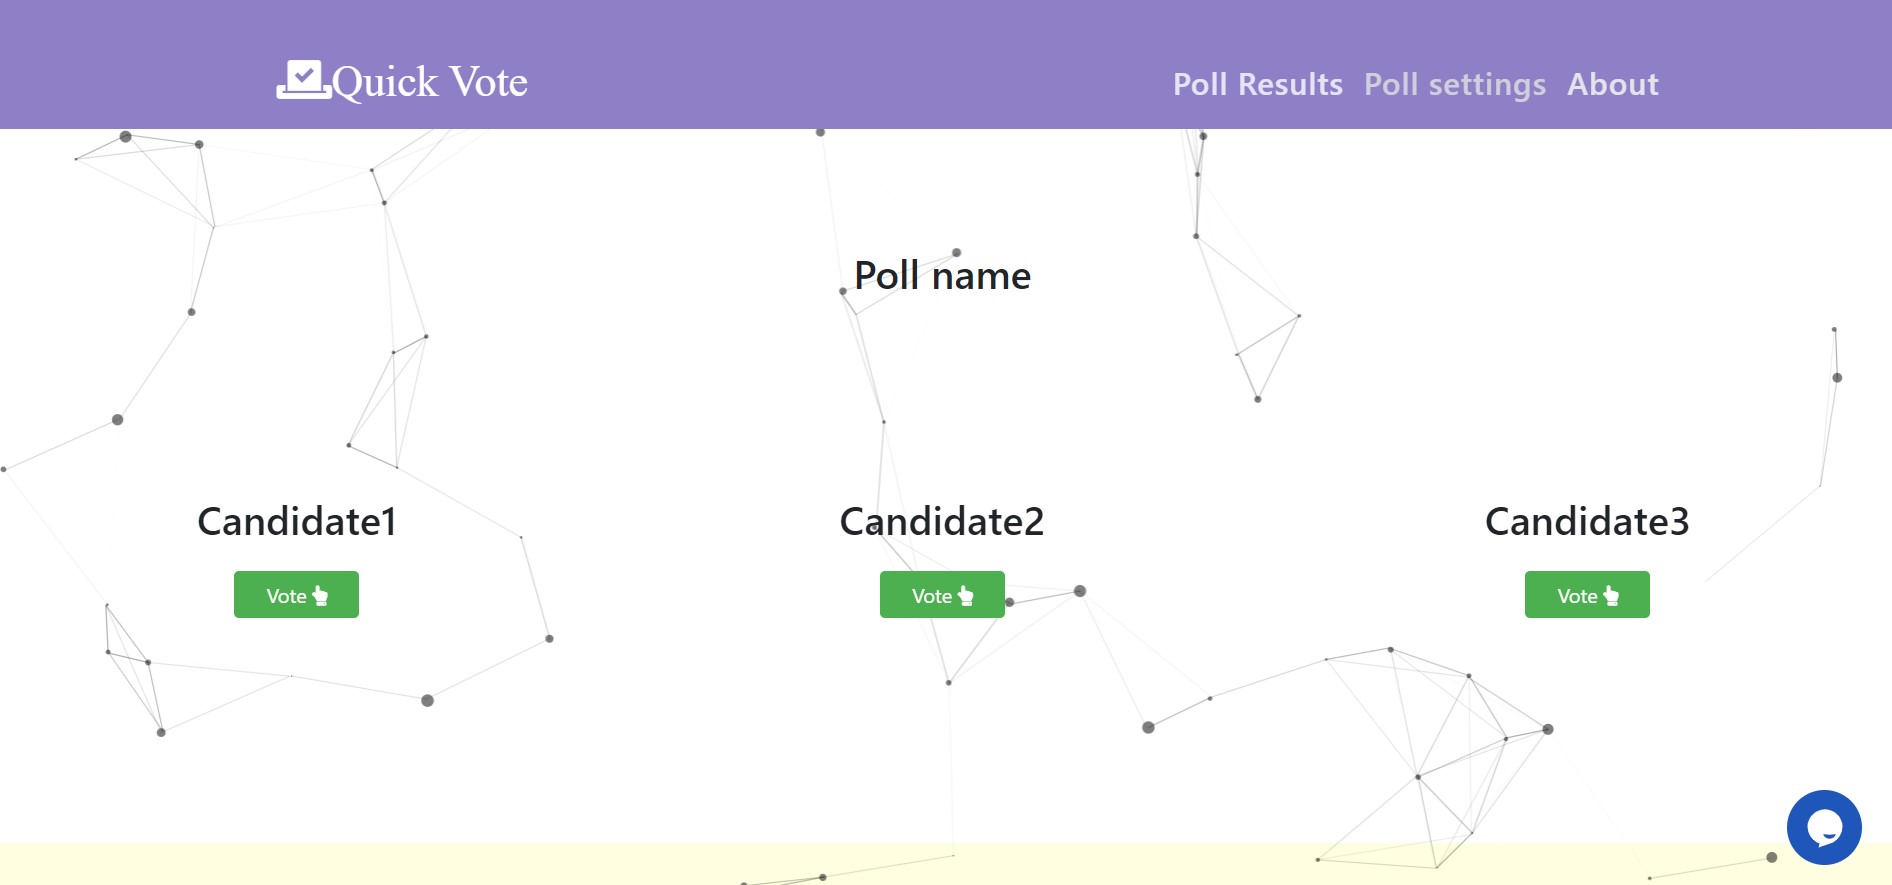 Quick Vote
Poll Results Poll settings About
Poll name
Candidate1 Candidate2 Candidate3
Vote Vote Vote